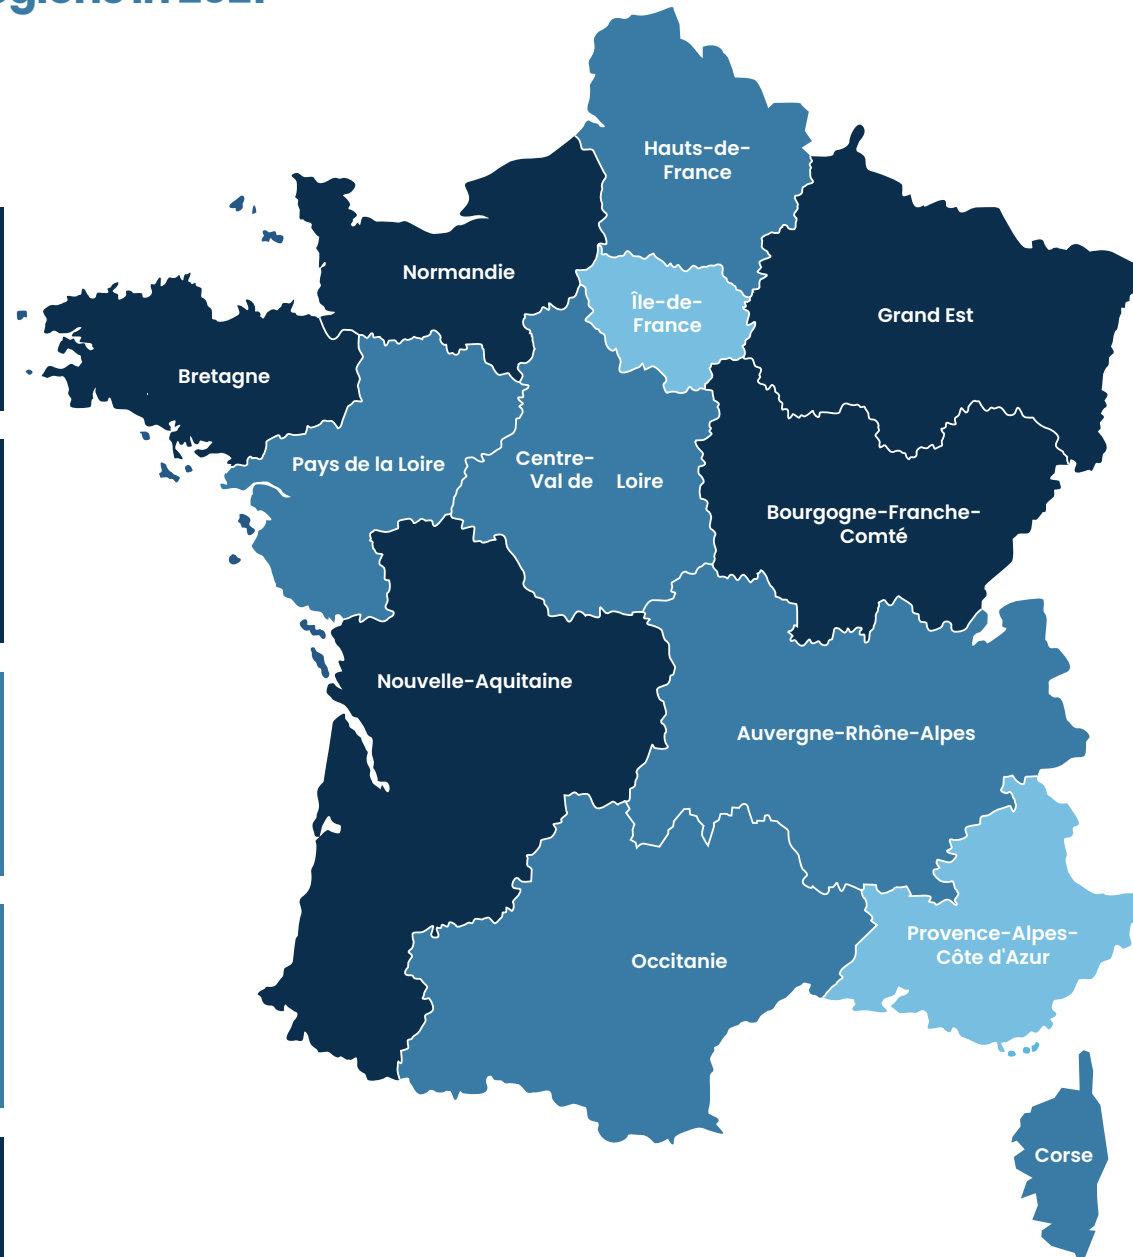 Hauts-de-
France
Normandie
Île-de-
France
Grand Est
Bretagne
Pays de la Loire
Centre-
Val de Loire
Bourgogne-Franche-
Comté
Nouvelle-Aquitaine
Auvergne-Rhône-Alpes
Provence-Alpes-
Côte d'Azur
Occitanie
Corse